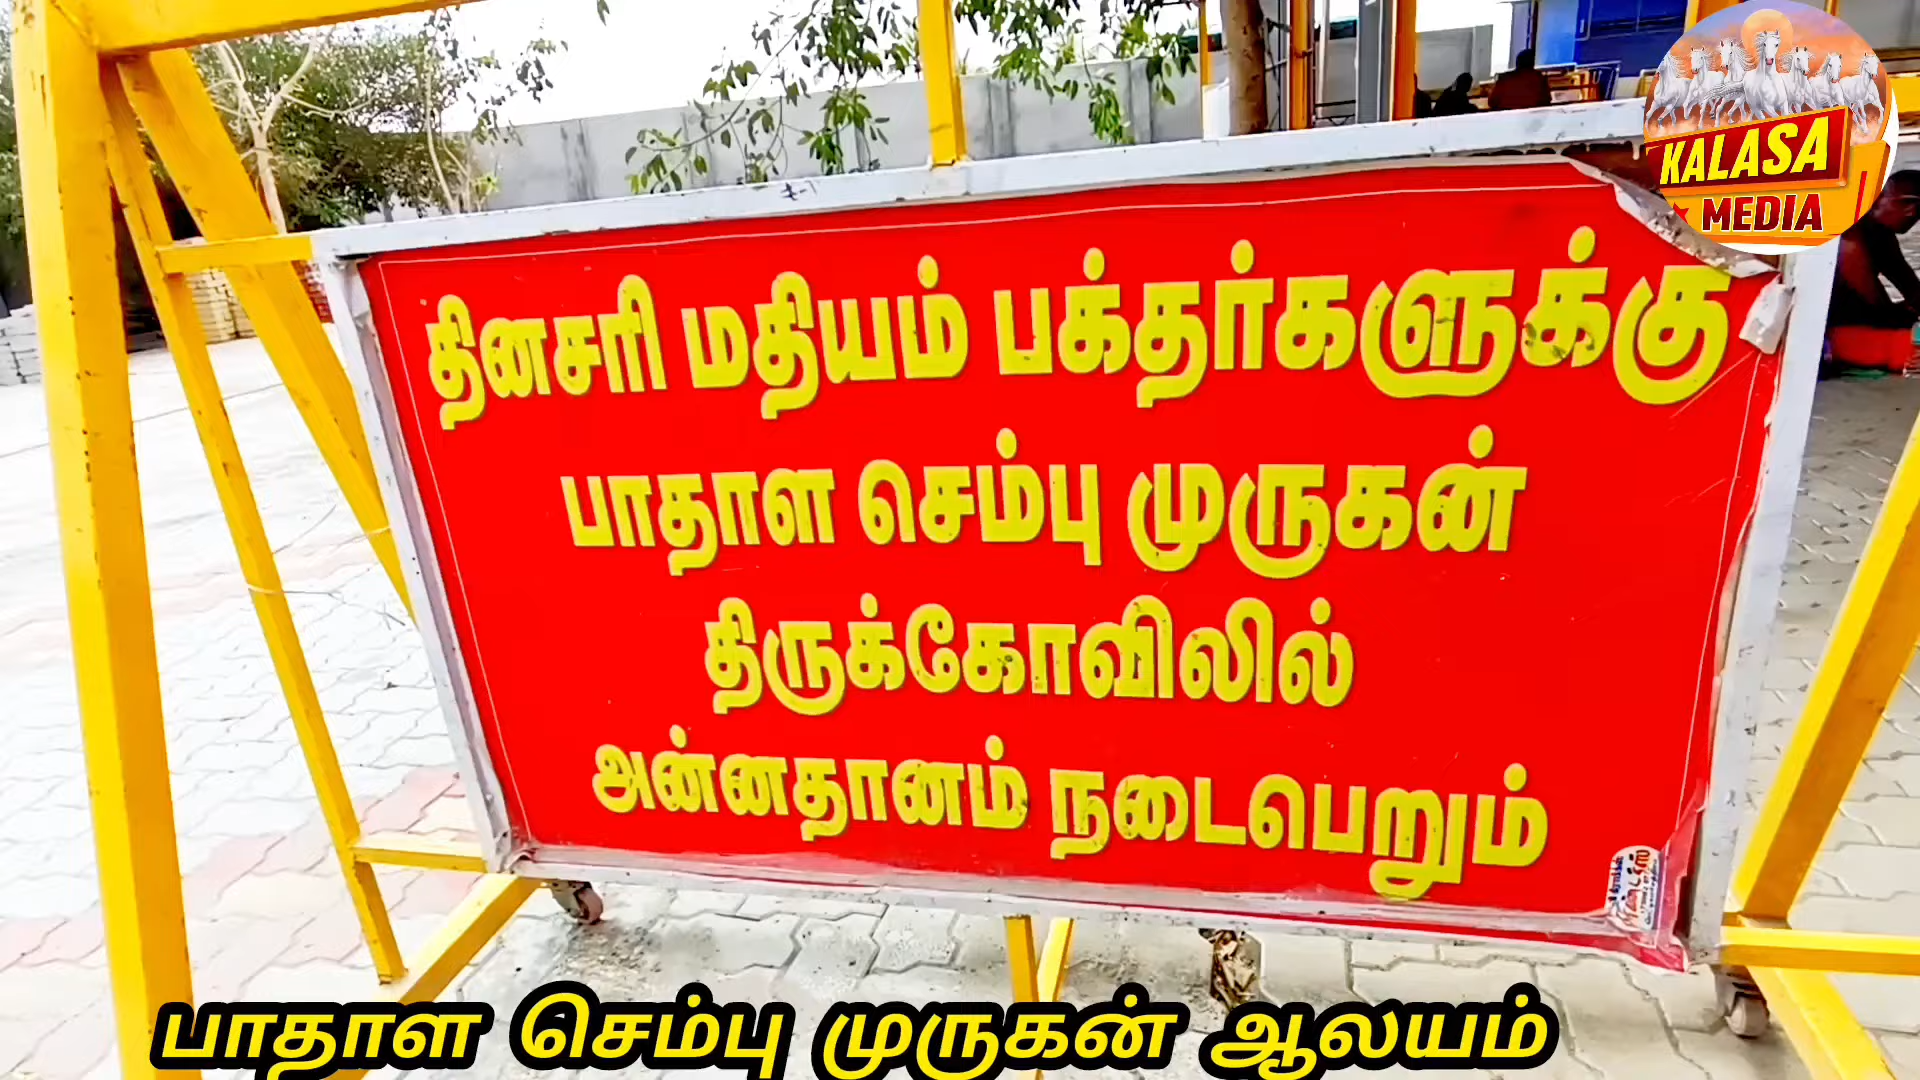 KALASA
MEDIA
தினசரி மதியம் பக்தர்களுக்கு
பாதாள செம்பு முருகன்
திருக்கோவிலில்
அன்னதானம் நடைபெறும்
பாதாள செம்பு முருகன் ஆலயம்